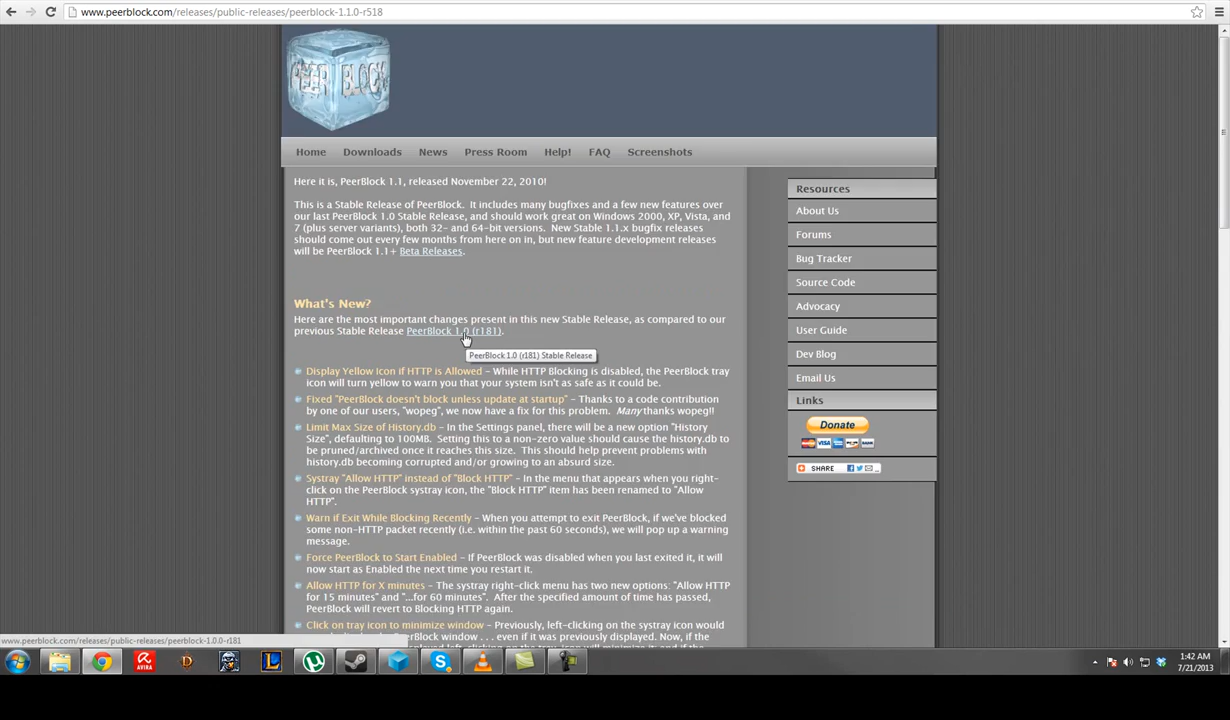 www.peerblock.com/releases/public-releases/peerblock-1.1.0-r518
PEER BLOCK
Home Downloads News Press Room Help! FAQ Screenshots
Here it is, PeerBlock 1.1, released November 22, 2010!
This is a Stable Release of PeerBlock. It includes many bugfixes and a few new features over
our last PeerBlock 1.0 Stable Release, and should work great on Windows 2000, XP, Vista, and
7 (plus server variants), both 32- and 64-bit versions. New Stable 1.1.x bugfix releases
should come out every few months from here on in, but new feature development releases
will be PeerBlock 1.1+ Beta Releases.
What's New?
Here are the most important changes present in this new Stable Release, as compared to our
previous Stable Release PeerBlock 1.0 (r181).
PeerBlock 1.0 (r181) Stable Release
Display Yellow Icon if HTTP is Allowed - While HTTP Blocking is disabled, the PeerBlock tray
icon will turn yellow to warn you that your system isn't as safe as it could be.
Fixed "PeerBlock doesn't block unless update at startup" - Thanks to a code contribution
by one of our users, "wopeg", we now have a fix for this problem. Many thanks wopeg!!
Limit Max Size of History.db - In the Settings panel, there will be a new option "History
Size", defaulting to 100MB. Setting this to a non-zero value should cause the history.db to
be pruned/archived once it reaches this size. This should help prevent problems with
history.db becoming corrupted and/or growing to an absurd size.
Systray "Allow HTTP" instead of "Block HTTP" - In the menu that appears when you right-
click on the PeerBlock systray icon, the "Block HTTP" item has been renamed to "Allow
HTTP".
Warn if Exit While Blocking Recently - When you attempt to exit PeerBlock, if we've blocked
some non-HTTP packet recently (i.e. within the past 60 seconds), we will pop up a warning
message.
Force PeerBlock to Start Enabled - If PeerBlock was disabled when you last exited it, it will
now start as Enabled the next time you restart it.
Allow HTTP for X minutes - The systray right-click menu has two new options: "Allow HTTP
for 15 minutes" and "...for 60 minutes". After the specified amount of time has passed,
PeerBlock will revert to Blocking HTTP again.
Click on tray icon to minimize window - Previously, left-clicking on the systray icon would
Block window . . . even if it was previously displayed. Now, if the
www.peerblock.com/releases/public-releases/peerblock-1.0.0-r181
Resources
About Us
Forums
Bug Tracker
Source Code
Advocacy
User Guide
Dev Blog
Email Us
Links
Donate
VISA
SHARE
AVIRA
1:42 AM
7/21/2013